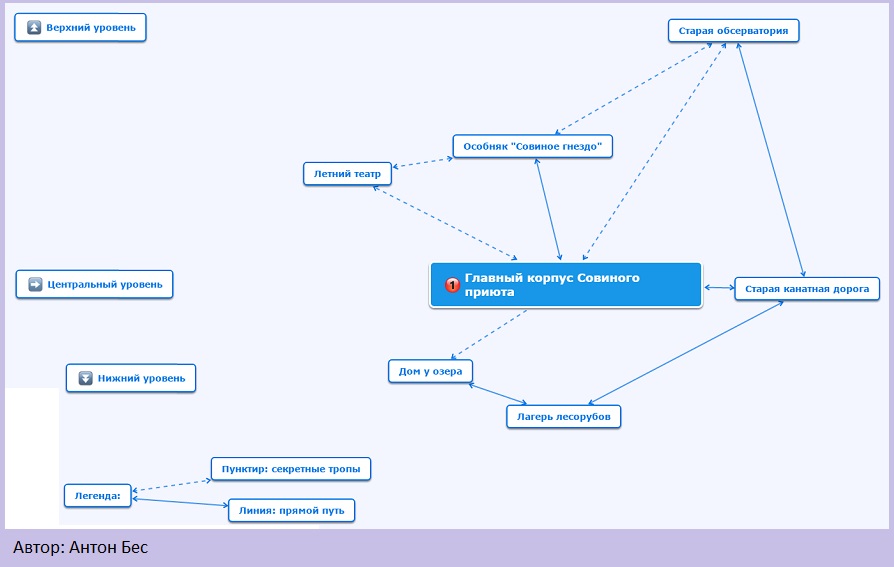 Верхний уровень
Старая обсерватория
Особняк "Совиное гнездо"
Летний театр
Центральный уровень
1 Главный корпус Совиного
приюта
Старая канатная дорога
Дом у озера
Нижний уровень
Лагерь лесорубов
Пунктир: секретные тропы
Легенда:
Линия: прямой путь
Автор: Антон Бес